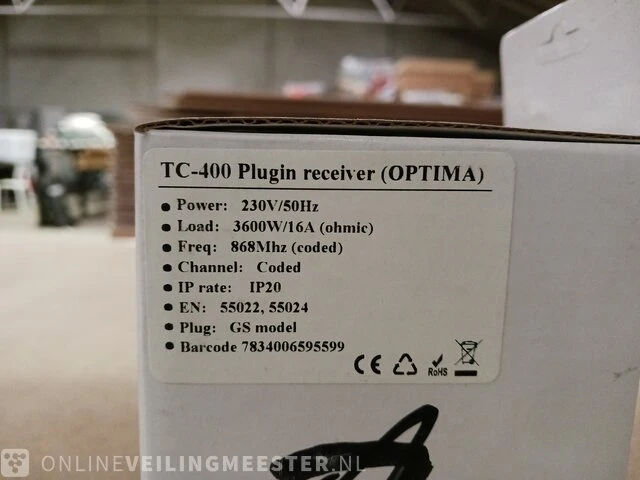 TC-400 Plugin receiver (OPTIMA)
● Power: 230V/50Hz
● Load: 3600W/16A (ohmic)
● Freq: 868Mhz (coded)
● Channel: Coded
● IP rate: IP20
● EN: 55022, 55024
● Plug: GS model
● Barcode 7834006595599
CE
RoHS
ONLINEVEILINGMEESTER.NL